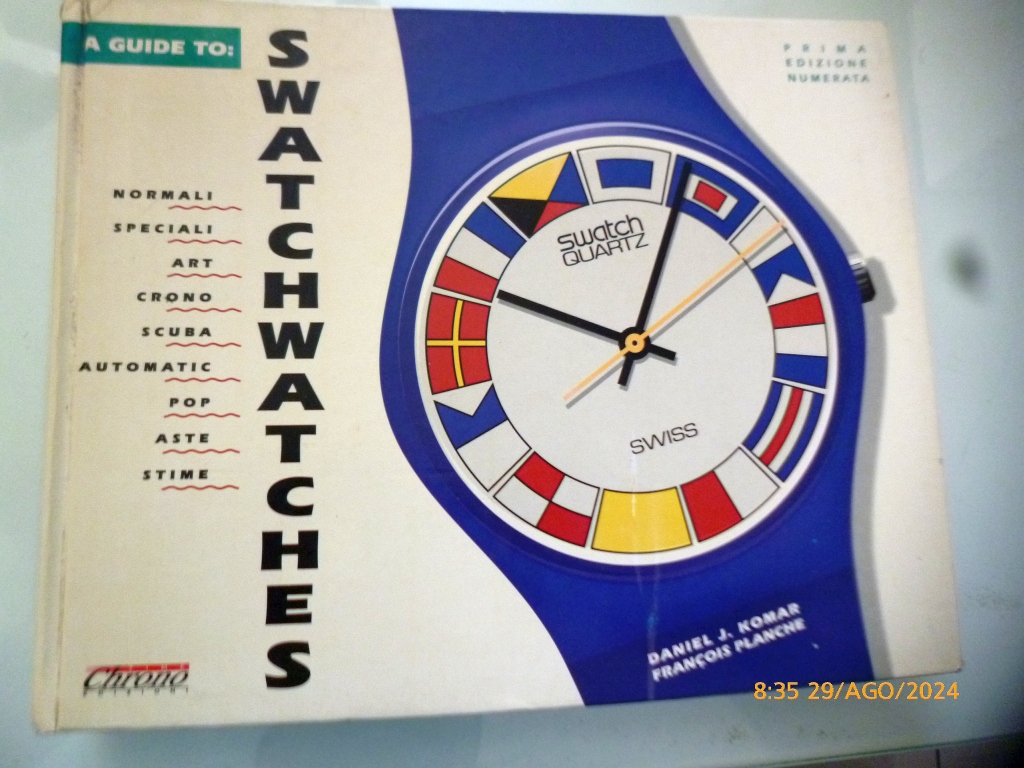 A GUIDE TO:
SWATCHWATCHES
PRIMA
EDIZIONE
NUMERATA
NORMALI
SPECIALI
ART
CRONO
SCUBA
AUTOMATIC
POP
ASTE
STIME
swatch
QUARTZ
SWISS
DANIEL J. KOMAR
FRANÇOIS PLANCHE
Chrono
8:35 29/AGO/2024